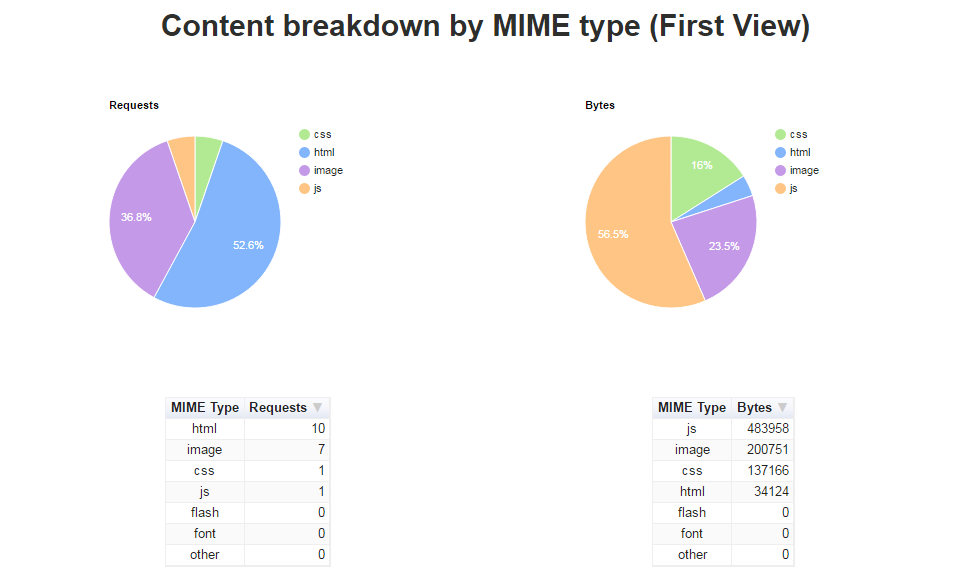 Content breakdown by MIME type (First View)
Requests
css
html
image
js
36.8%
52.6%
Bytes
css
html
image
js
16%
56.5%
23.5%
MIME Type Requests ▼
html 10
image 7
css 1
js 1
flash 0
font 0
other 0
MIME Type Bytes ▼
js 483958
image 200751
css 137166
html 34124
flash 0
font 0
other 0